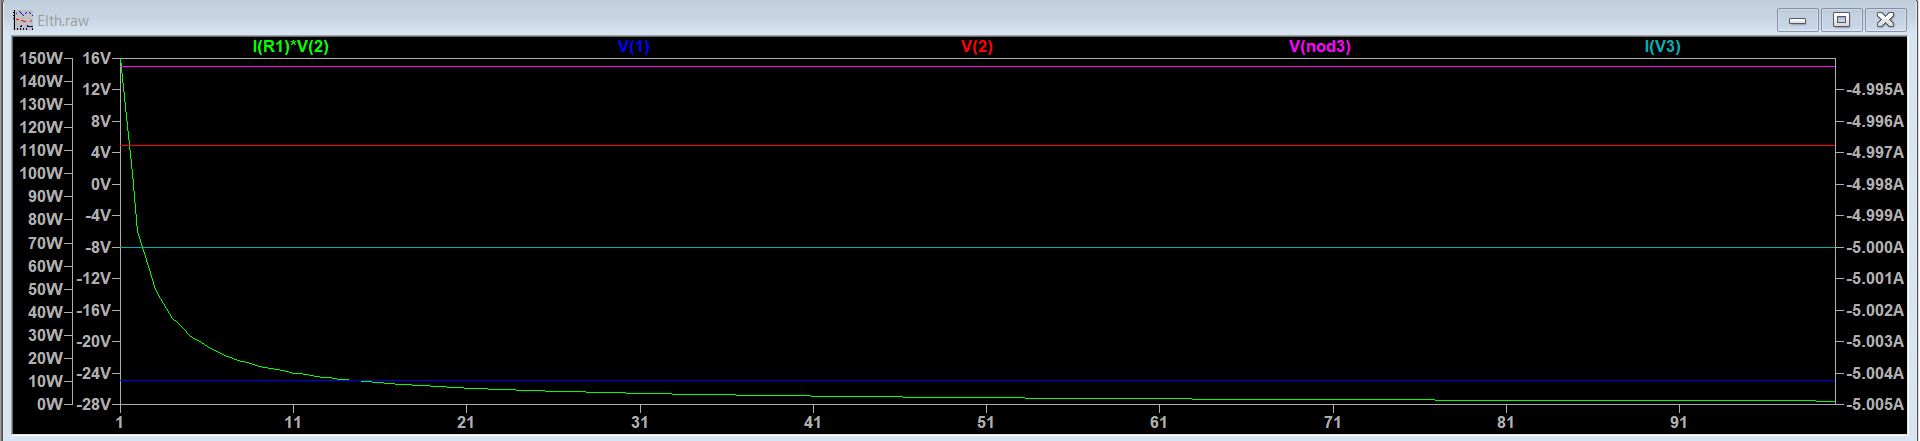 Elth.raw
I(R1)*V(2) V(1) V(2) V(nod3) I(V3)
150W 16V
140W 12V -4.995A
130W
120W 8V -4.996A
110W 4V -4.997A
100W
90W 0V -4.998A
80W -4V -4.999A
70W -8V -5.000A
60W
50W -12V -5.001A
40W -16V -5.002A
30W -20V -5.003A
20W
10W -24V -5.004A
0W -28V -5.005A
1 11 21 31 41 51 61 71 81 91